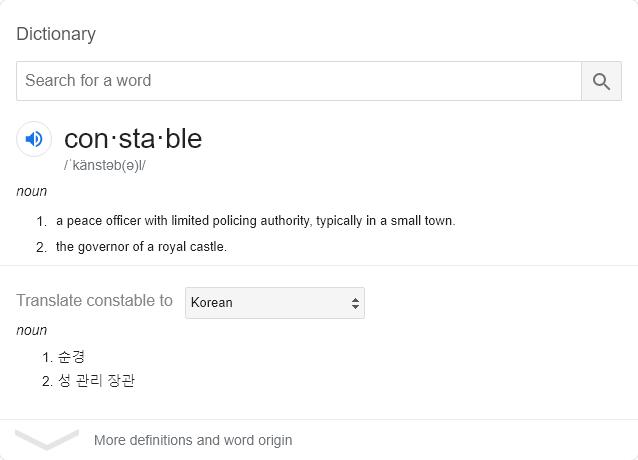 Dictionary
Search for a word
con·sta·ble
/ˈkänstəb(ə)l/
noun
1. a peace officer with limited policing authority, typically in a small town.
2. the governor of a royal castle.
Translate constable to Korean
noun
1. 순경
2. 성 관리 장관
More definitions and word origin